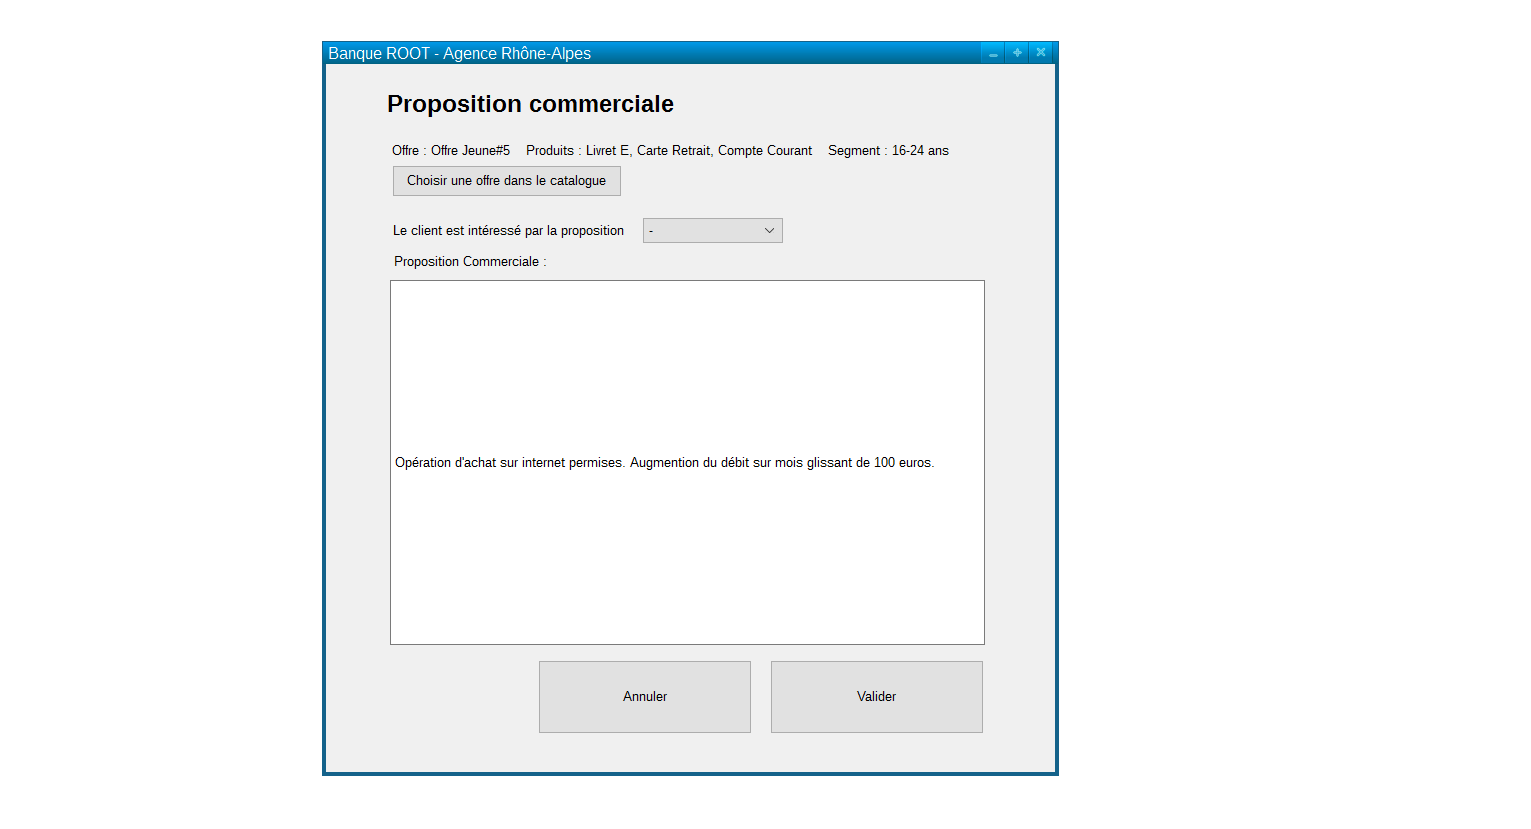 Banque ROOT - Agence Rhône-Alpes
Proposition commerciale
Offre : Offre Jeune#5 Produits : Livret E, Carte Retrait, Compte Courant Segment : 16-24 ans
Choisir une offre dans le catalogue
Le client est intéressé par la proposition -
Proposition Commerciale :
Opération d'achat sur internet permises. Augmention du débit sur mois glissant de 100 euros.
Annuler Valider